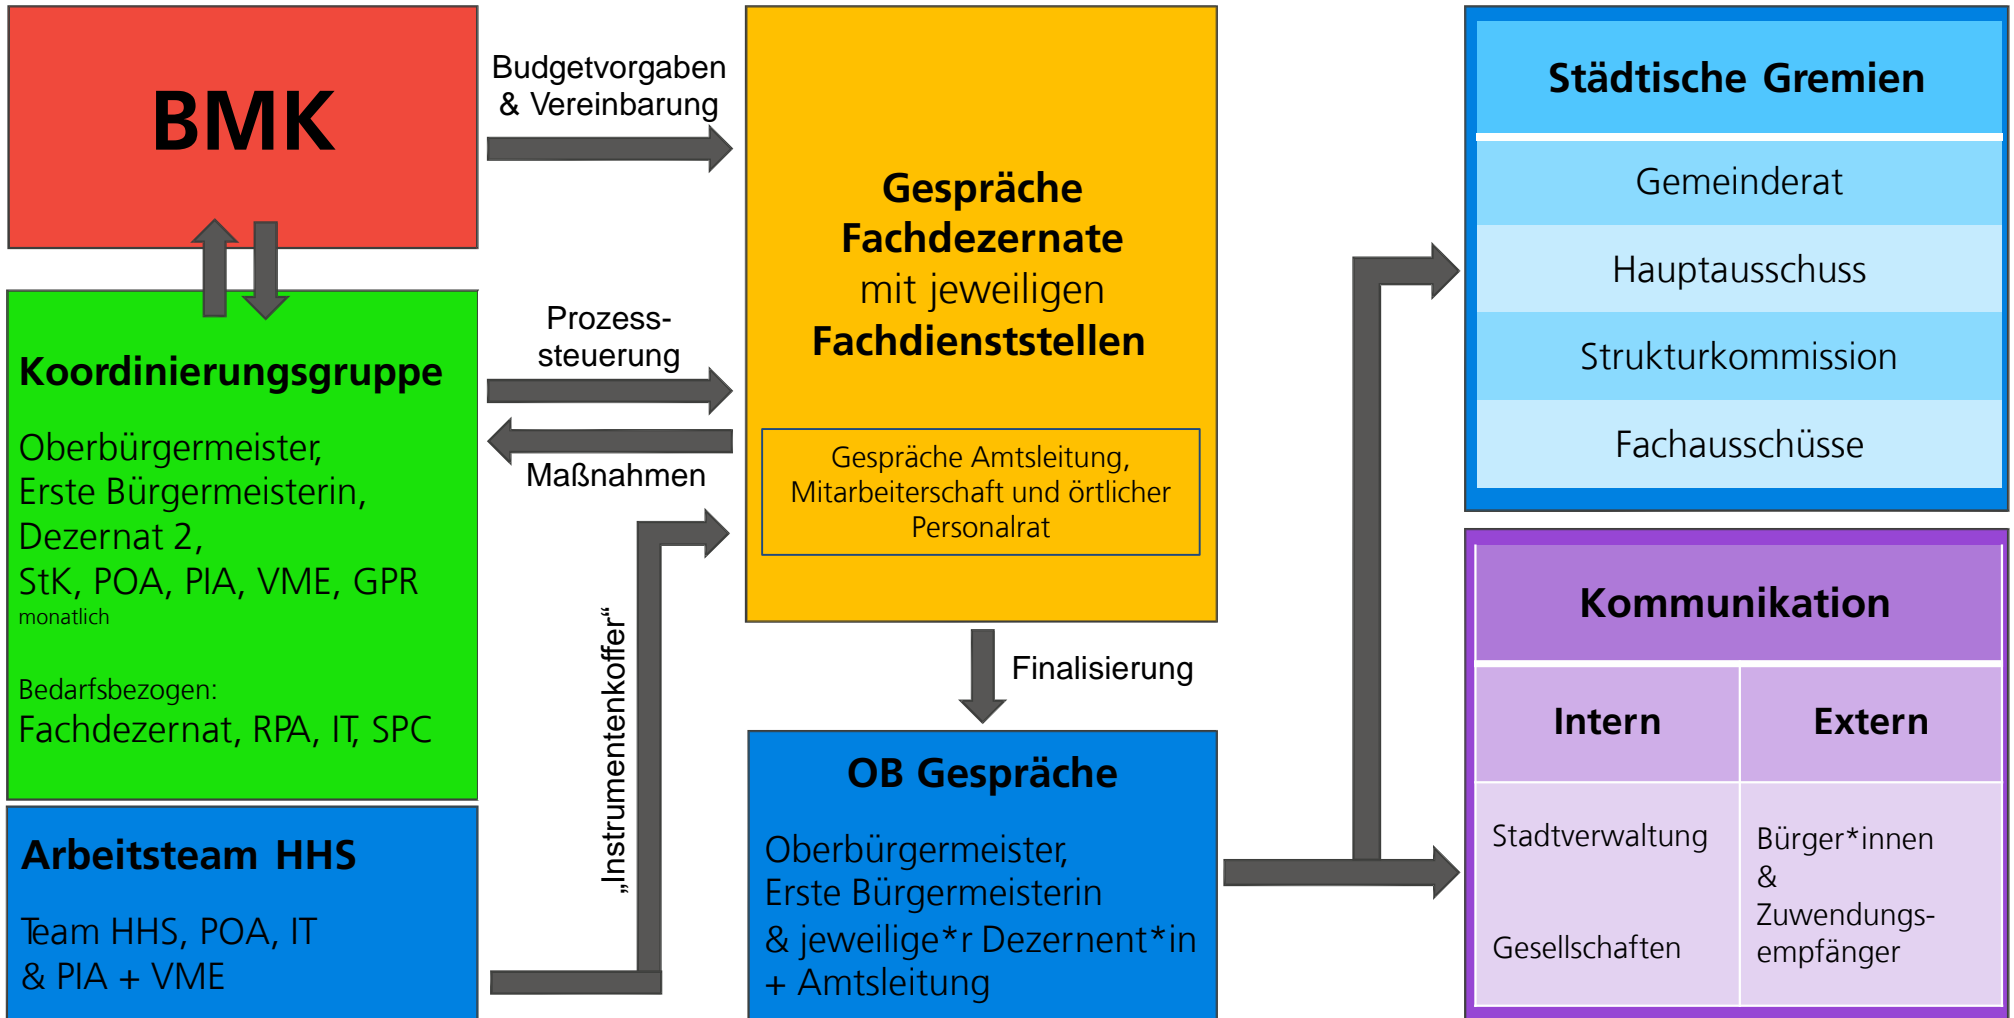 BMK
Budgetvorgaben
& Vereinbarung
Koordinierungsgruppe
Oberbürgermeister,
Erste Bürgermeisterin,
Dezernat 2,
StK, POA, PIA, VME, GPR
monatlich
Bedarfsbezogen:
Fachdezernat, RPA, IT, SPC
Prozess-
steuerung
Maßnahmen
Arbeitsteam HHS
Team HHS, POA, IT
& PIA + VME
„Instrumentenkoffer“
Gespräche
Fachdezernate
mit jeweiligen
Fachdienststellen
Gespräche Amtsleitung,
Mitarbeiterschaft und örtlicher
Personalrat
Finalisierung
OB Gespräche
Oberbürgermeister,
Erste Bürgermeisterin
& jeweilige*r Dezernent*in
+ Amtsleitung
Städtische Gremien
Gemeinderat
Hauptausschuss
Strukturkommission
Fachausschüsse
Kommunikation
Intern
Extern
Stadtverwaltung
Gesellschaften
Bürger*innen
&
Zuwendungs-
empfänger